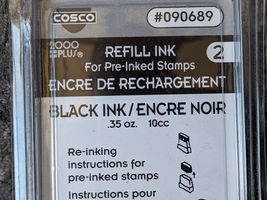 COSCO
#090689
2000
PLUS®
REFILL INK
2
For Pre-Inked Stamps
ENCRE DE RECHARGEMENT
BLACK INK/ENCRE NOIR
.35 oz. 10cc
Re-inking
instructions for
pre-inked stamps
Instructions pour